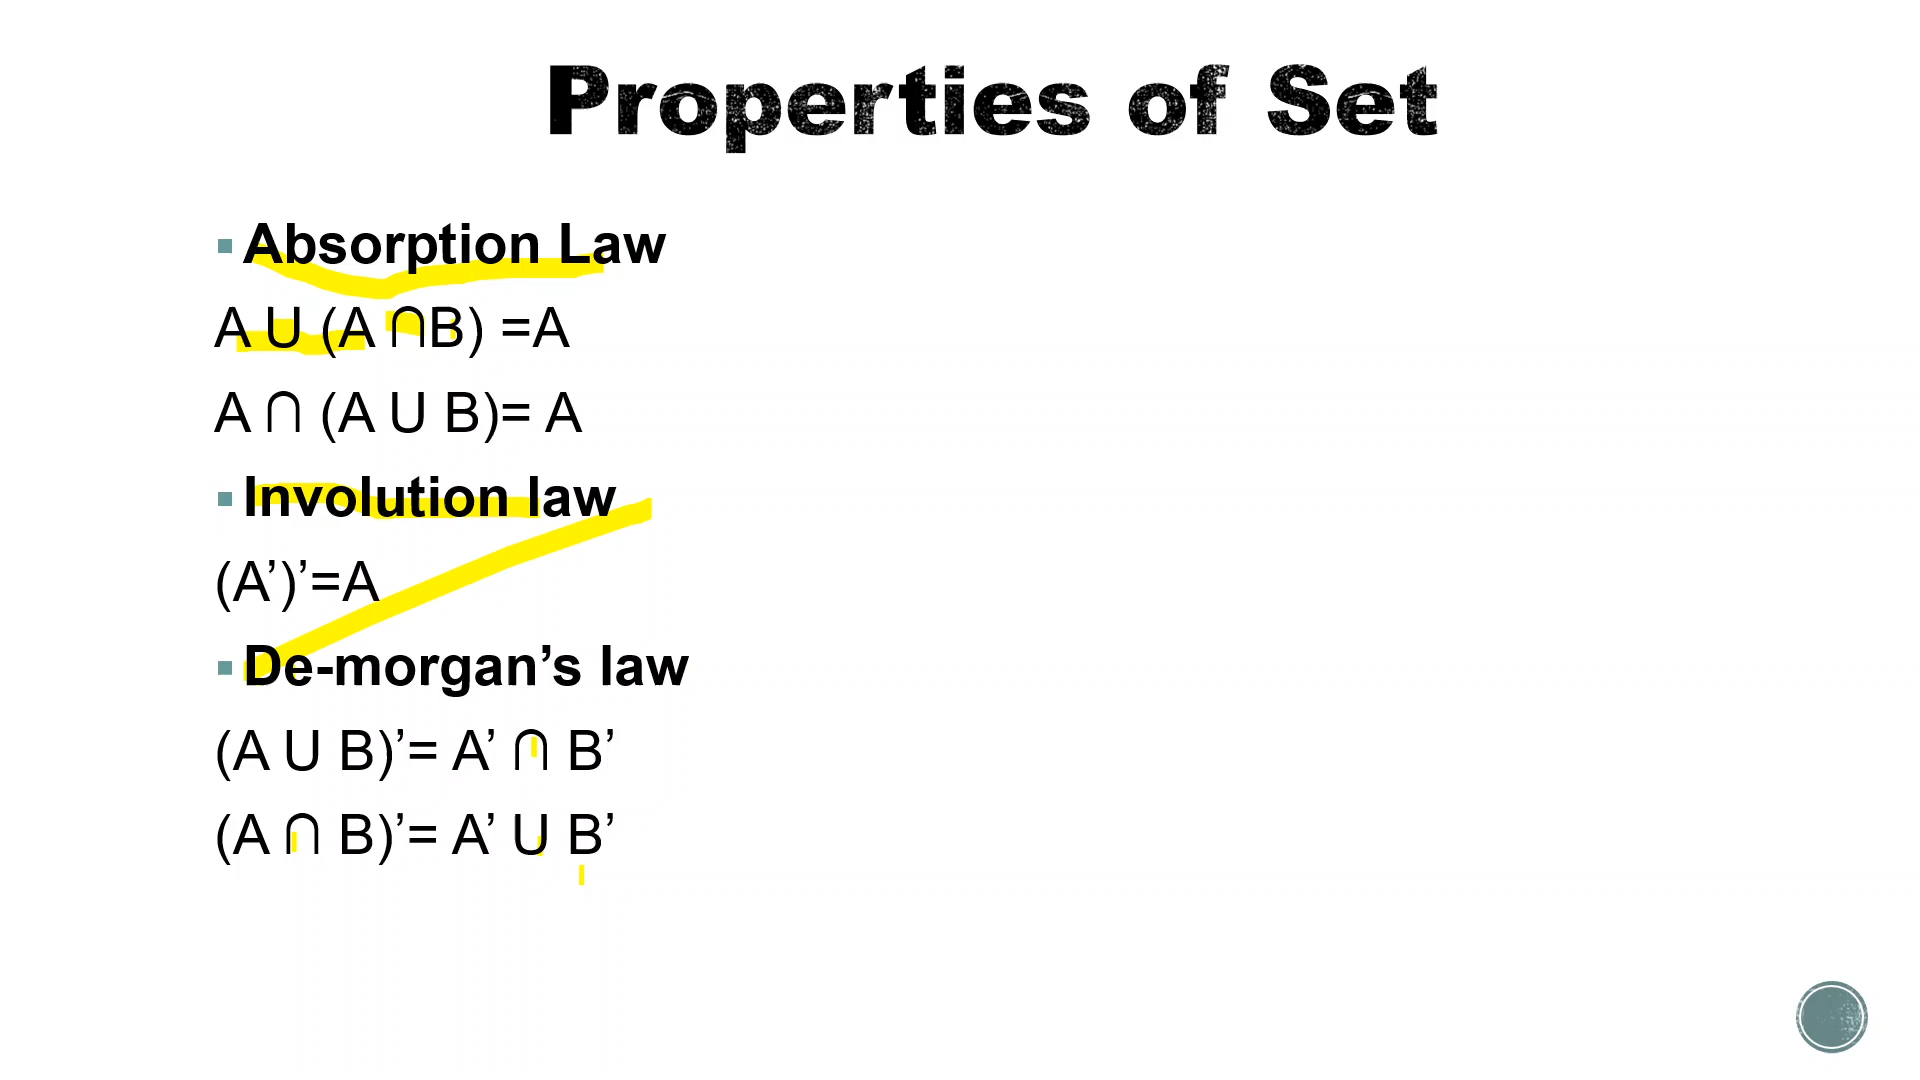 Properties of Set
▪ Absorption Law
A U (A ∩B) =A
A ∩ (A U B)= A
▪ Involution law
(A’)’=A
▪ De-morgan’s law
(A U B)’= A’ ∩ B’
(A ∩ B)’= A’ U B’